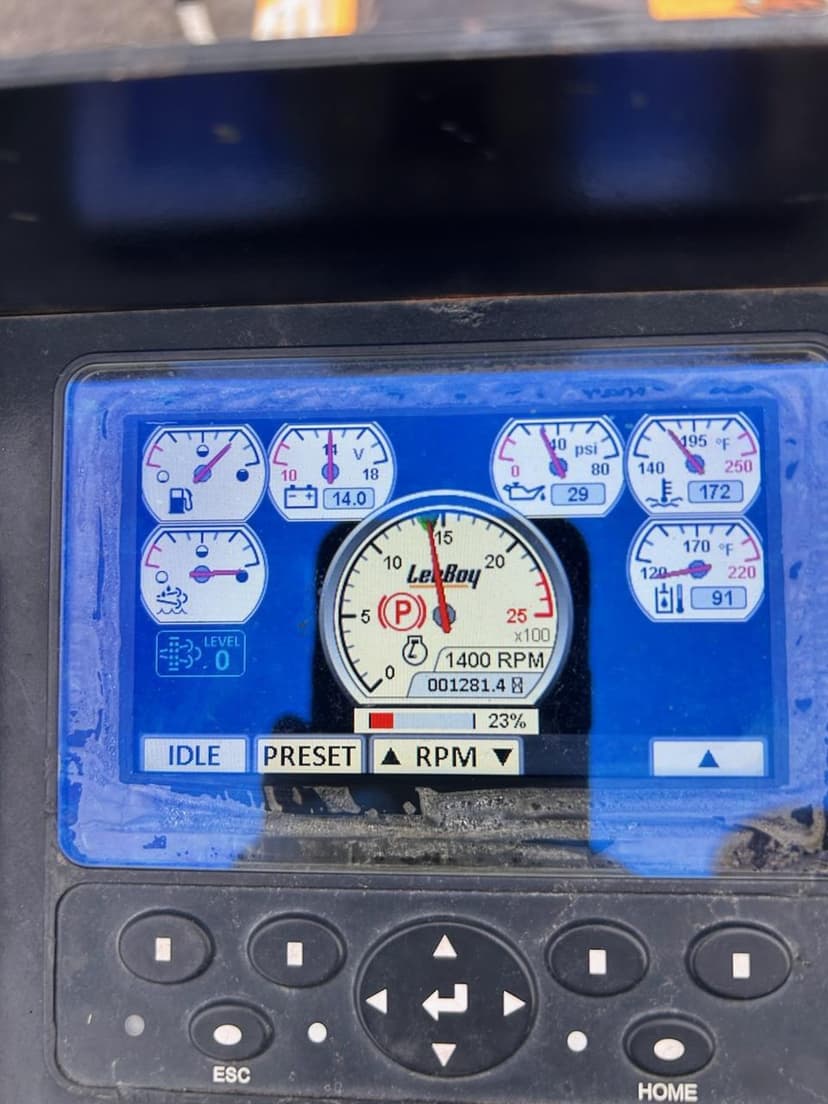 14 V
10 18
14.0
40 psi
0 80
29
195 °F
140 250
172
170 °F
120 220
91
LEVEL
0
15
10 20
LeeBoy
5 P 25
x100
0 1400 RPM
001281.4
23%
IDLE PRESET ▲ RPM ▼ ▲
ESC
HOME